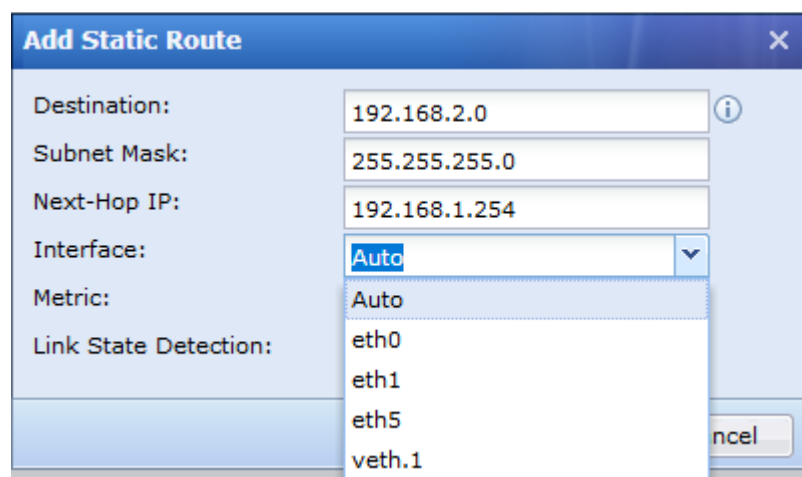 Add Static Route
Destination: 192.168.2.0
Subnet Mask: 255.255.255.0
Next-Hop IP: 192.168.1.254
Interface: Auto
Metric: Auto
eth0
Link State Detection:
eth1
eth5
ncel
veth.1